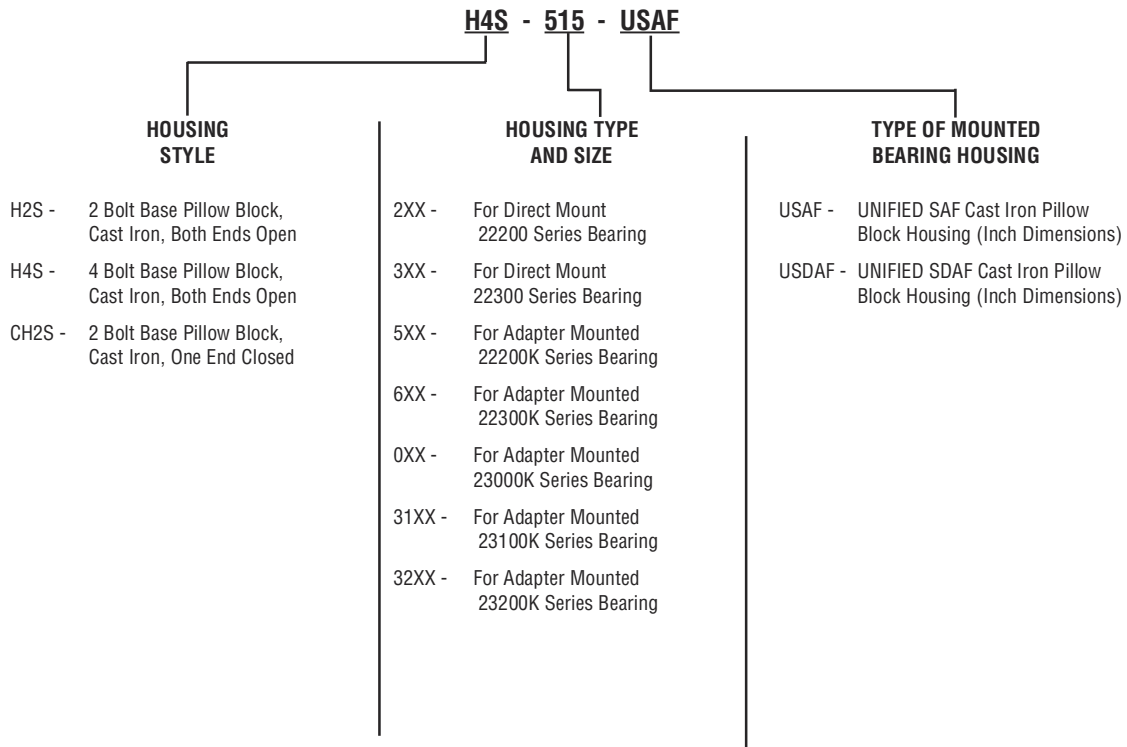 H4S - 515 - USAF
HOUSING
STYLE
H2S - 2 Bolt Base Pillow Block,
Cast Iron, Both Ends Open
H4S - 4 Bolt Base Pillow Block,
Cast Iron, Both Ends Open
CH2S - 2 Bolt Base Pillow Block,
Cast Iron, One End Closed
HOUSING TYPE
AND SIZE
2XX - For Direct Mount
22200 Series Bearing
3XX - For Direct Mount
22300 Series Bearing
5XX - For Adapter Mounted
22200K Series Bearing
6XX - For Adapter Mounted
22300K Series Bearing
0XX - For Adapter Mounted
23000K Series Bearing
31XX - For Adapter Mounted
23100K Series Bearing
32XX - For Adapter Mounted
23200K Series Bearing
TYPE OF MOUNTED
BEARING HOUSING
USAF - UNIFIED SAF Cast Iron Pillow
Block Housing (Inch Dimensions)
USDAF - UNIFIED SDAF Cast Iron Pillow
Block Housing (Inch Dimensions)